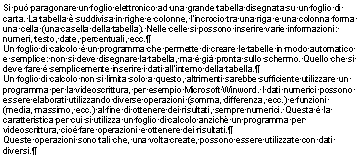 Si può paragonare un foglio elettronico ad una grande tabella disegnata su un foglio di
carta. La tabella è suddivisa in righe e colonne, l'incrocio tra una riga e una colonna forma
una cella (una casella della tabella). Nelle celle si possono inserire varie informazioni:
numeri, testo, date, percentuali, ecc.¶
Un foglio di calcolo è un programma che permette di creare le tabelle in modo automatico
e semplice: non si deve disegnare la tabella, ma è già pronta sullo schermo. Quello che si
deve fare è semplicemente inserire i dati all'interno della tabella.¶
Un foglio di calcolo non si limita solo a questo, altrimenti sarebbe sufficiente utilizzare un
programma per la videoscrittura, per esempio Microsoft Winword. I dati numerici possono
essere elaborati utilizzando diverse operazioni (somma, differenza, ecc.) e funzioni
(media, massimo, ecc.) al fine di ottenere dei risultati, sempre numerici. Questa è la
caratteristica per cui si utilizza un foglio di calcolo anziché un programma per
videoscrittura, cioè fare operazioni e ottenere dei risultati.¶
Queste operazioni sono tali che, una volta create, possono essere utilizzate con dati
diversi.¶